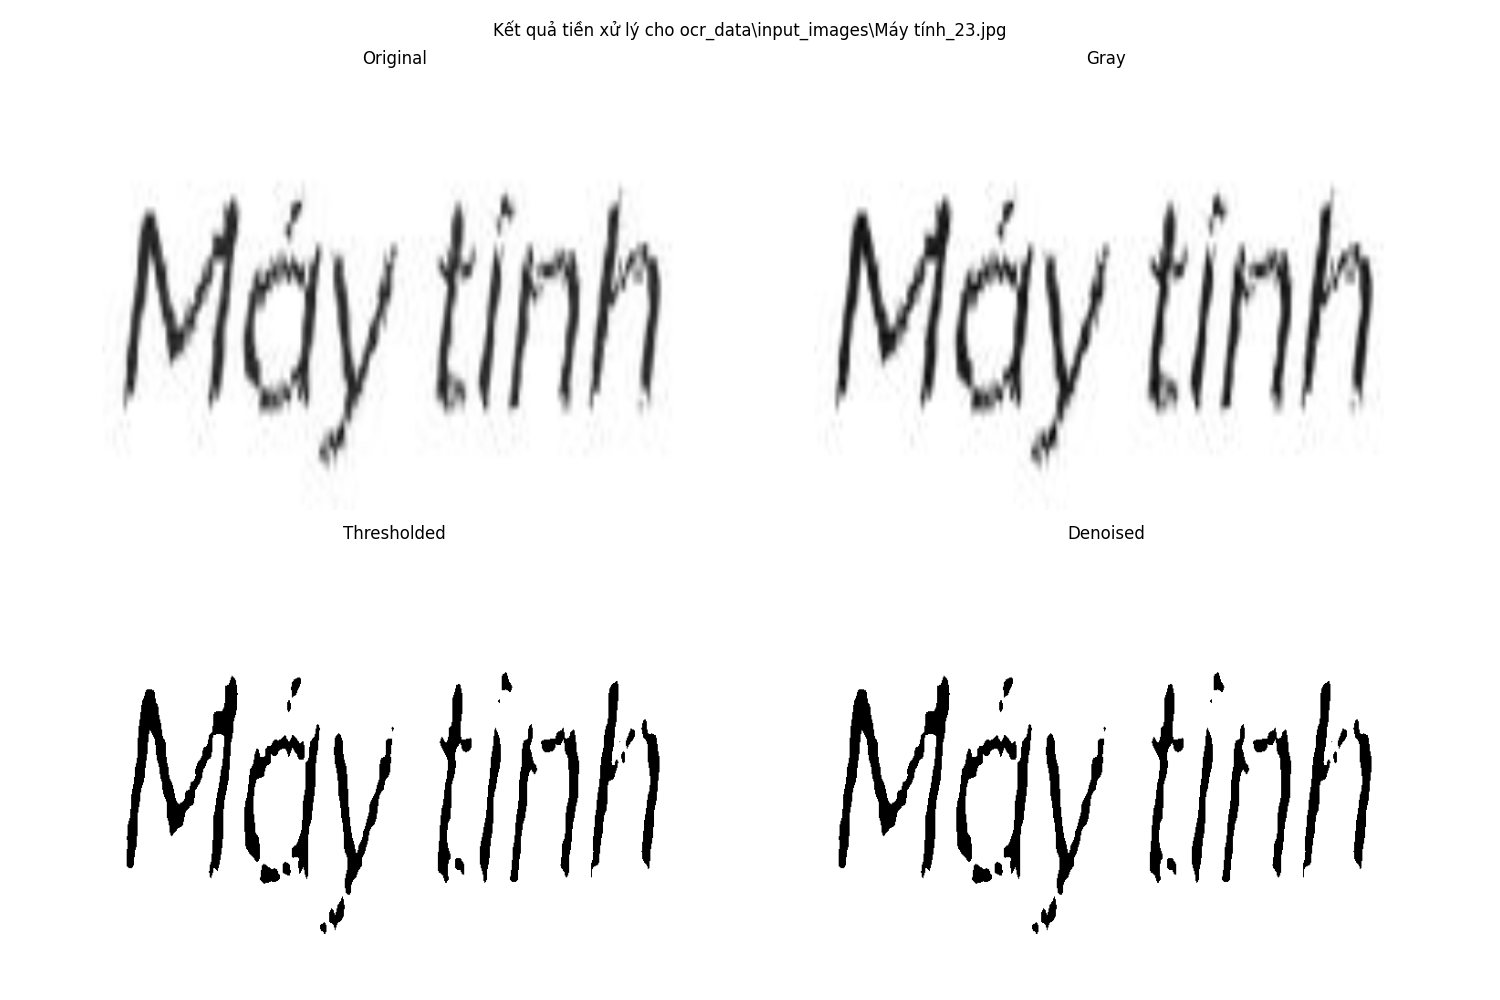 Kết quả tiền xử lý cho ocr_data\input_images\Máy tính_23.jpg
Original
Gray
Máy tính
Máy tính
Thresholded
Denoised
Máy tính
Máy tính